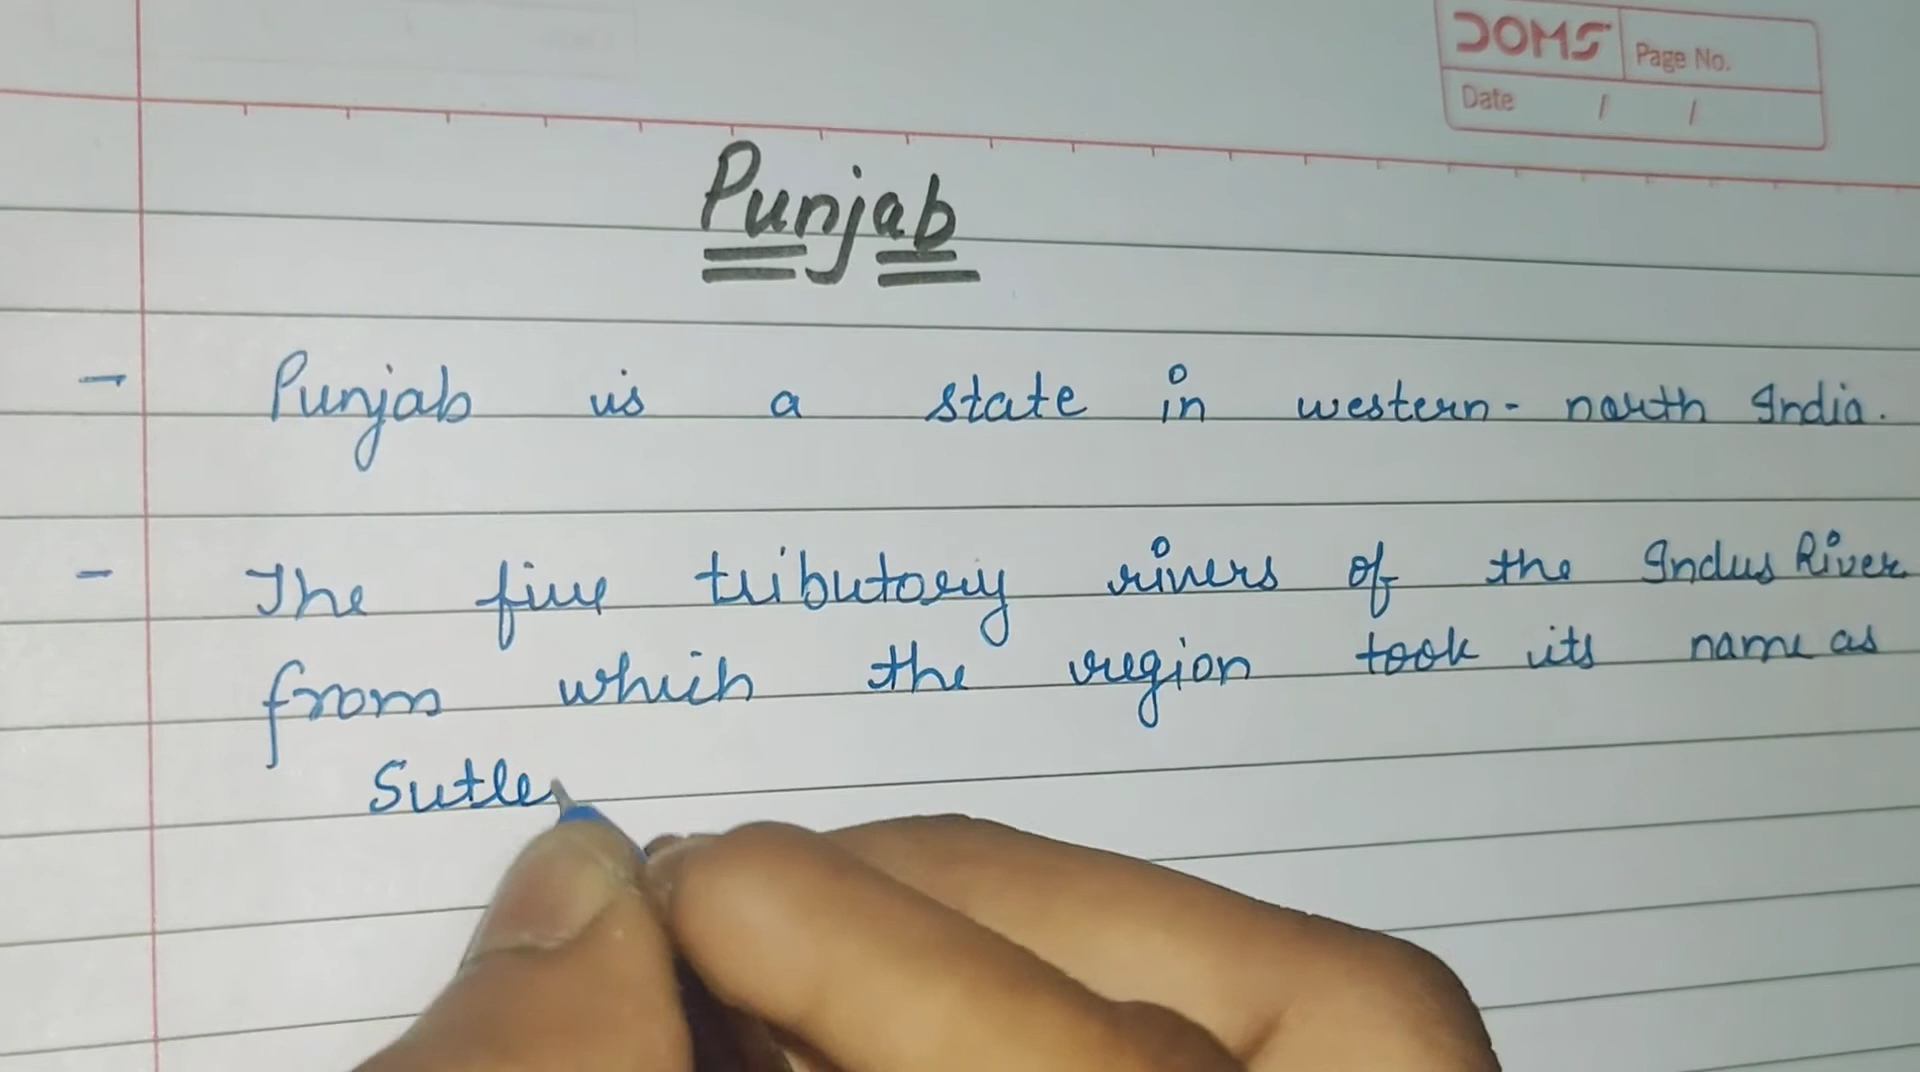 DOMS
Page No.
Date / /
Punjab
- Punjab is a state in western-north India.
- The five tributory rivers of the Indus River
from which the region took its name as
Sutle